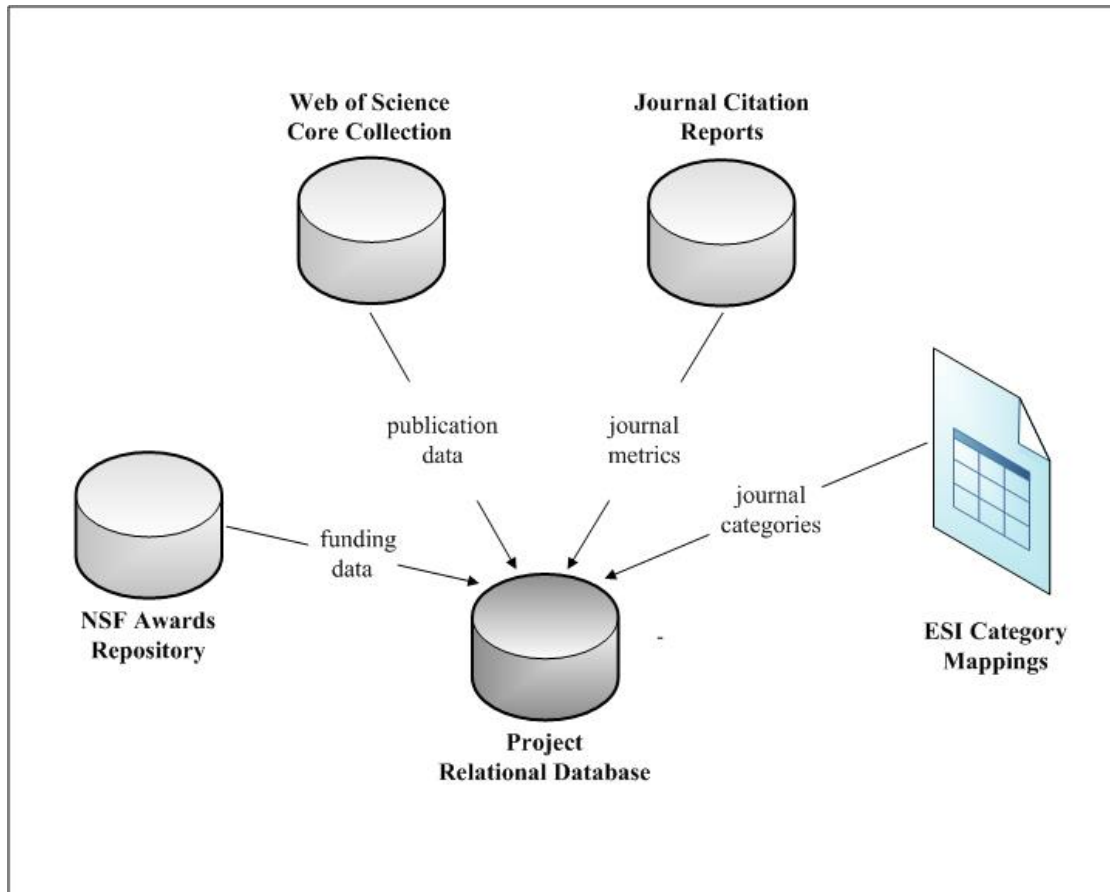 Web of Science
Core Collection
Journal Citation
Reports
publication
data
journal
metrics
journal
categories
funding
data
NSF Awards
Repository
ESI Category
Mappings
-
Project
Relational Database